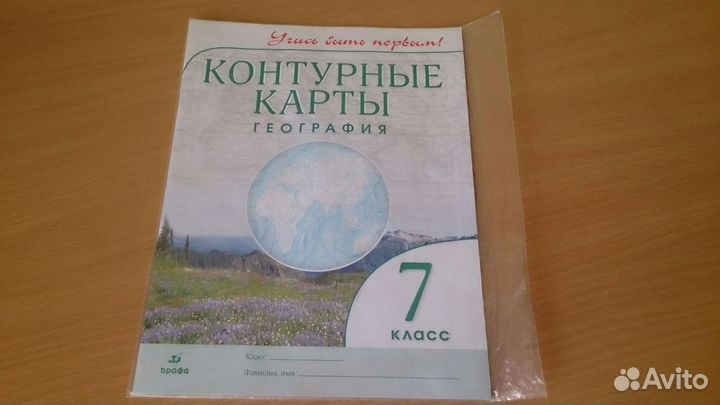 Учись быть первым!
КОНТУРНЫЕ
КАРТЫ
ГЕОГРАФИЯ
7
КЛАСС
Класс
Фамилия, имя
дрофа
Avito